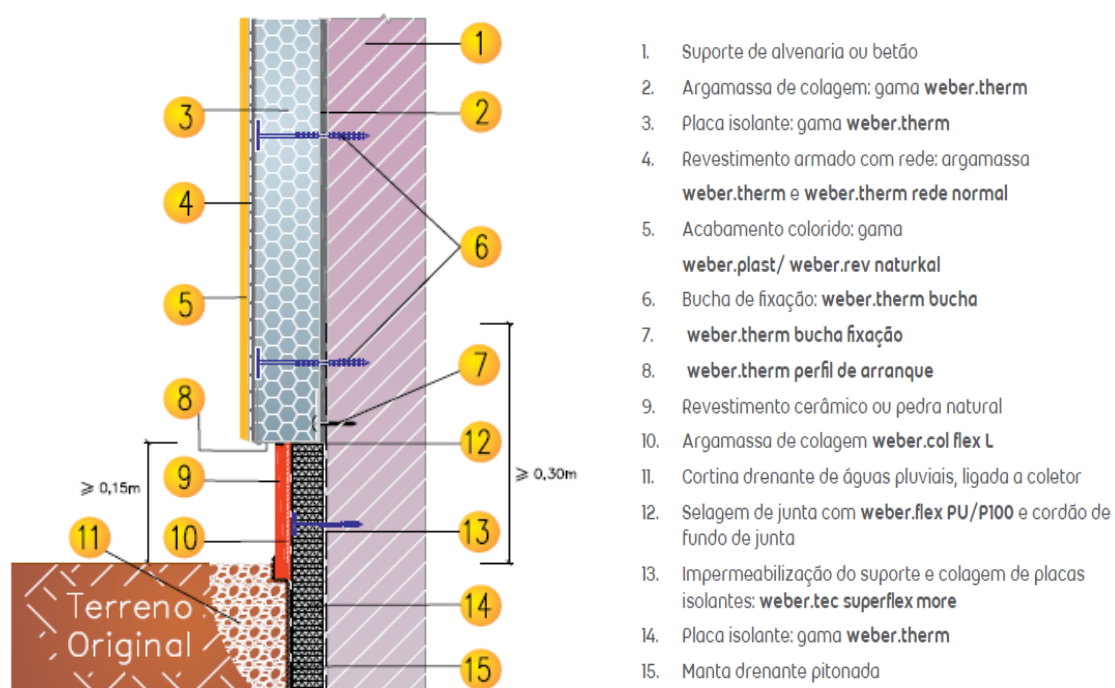 1
2
3
4
6
5
7
8
12
⩾ 0,15m
9
⩾ 0,30m
11
10
13
Terreno
Original
14
15
1. Suporte de alvenaria ou betão
2. Argamassa de colagem: gama weber.therm
3. Placa isolante: gama weber.therm
4. Revestimento armado com rede: argamassa
weber.therm e weber.therm rede normal
5. Acabamento colorido: gama
weber.plast/ weber.rev naturkal
6. Bucha de fixação: weber.therm bucha
7. weber.therm bucha fixação
8. weber.therm perfil de arranque
9. Revestimento cerâmico ou pedra natural
10. Argamassa de colagem weber.col flex L
11. Cortina drenante de águas pluviais, ligada a coletor
12. Selagem de junta com weber.flex PU/P100 e cordão de
fundo de junta
13. Impermeabilização do suporte e colagem de placas
isolantes: weber.tec superflex more
14. Placa isolante: gama weber.therm
15. Manta drenante pitonada